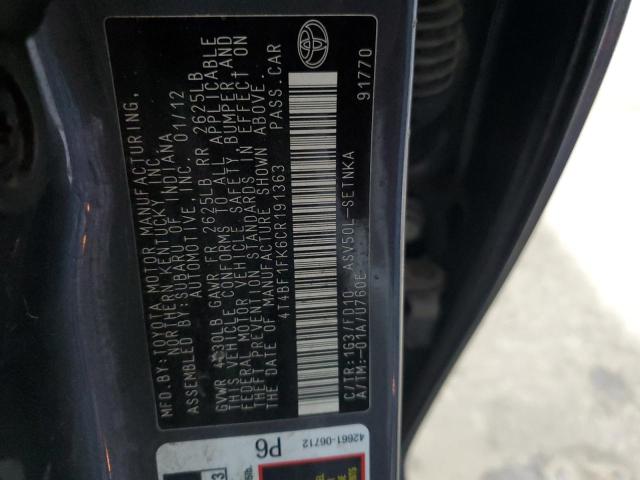 MFD.BY:TOYOTA MOTOR MANUFACTURING,
NORTHERN KENTUCKY, INC.
ASSEMBLED BY:SUBARU OF INDIANA
AUTOMOTIVE, INC. 01/12
GVWR 4630LB GAWR FR 2625LB RR 2625LB
THIS VEHICLE CONFORMS TO ALL APPLICABLE
FEDERAL MOTOR VEHICLE SAFETY, BUMPER AND
THEFT PREVENTION STANDARDS IN EFFECT ON
THE DATE OF MANUFACTURE SHOWN ABOVE.
4T4BF1FK6CR191363 PASS.CAR
C/TR:1G3/FD10 ASV50L-SETNKA
A/TM:-01A/U760E
91770
42661-06712
P6